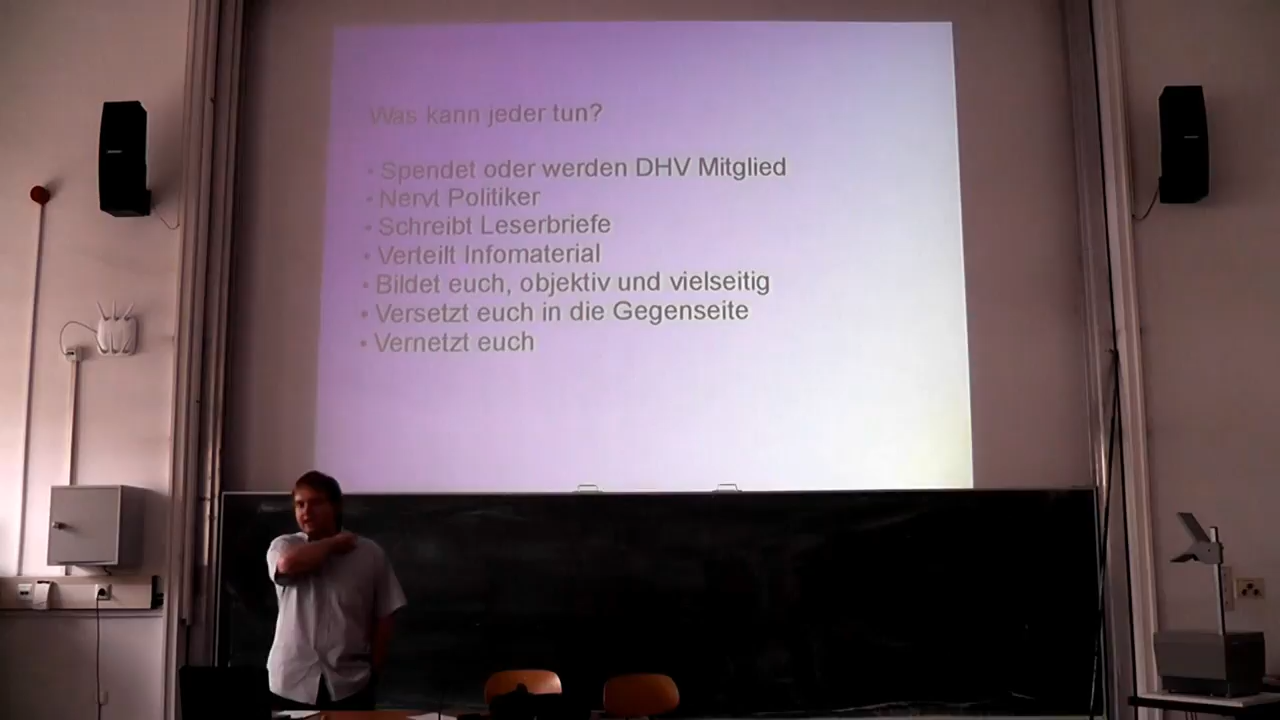 Was kann jeder tun?
• Spendet oder werden DHV Mitglied
• Nervt Politiker
• Schreibt Leserbriefe
• Verteilt Infomaterial
• Bildet euch, objektiv und vielseitig
• Versetzt euch in die Gegenseite
• Vernetzt euch